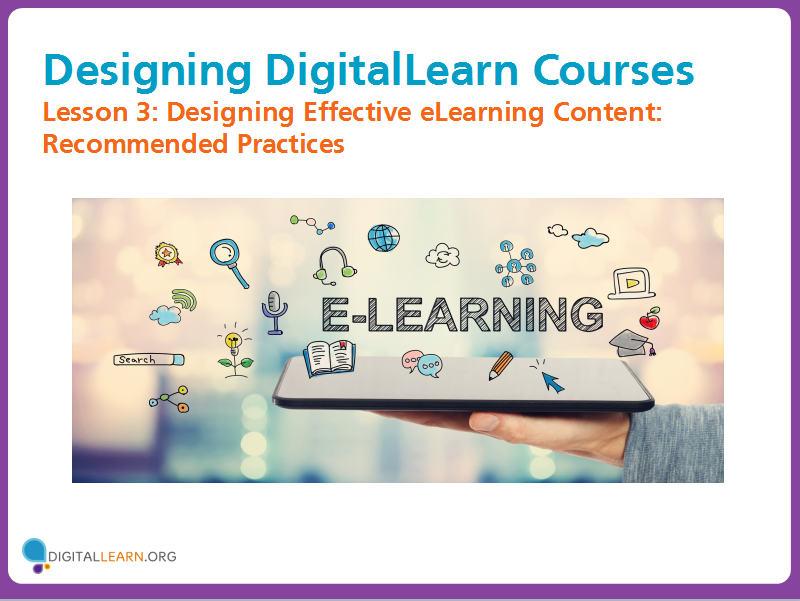 Designing DigitalLearn Courses
Lesson 3: Designing Effective eLearning Content:
Recommended Practices
E-LEARNING
Search
DIGITALLEARN.ORG